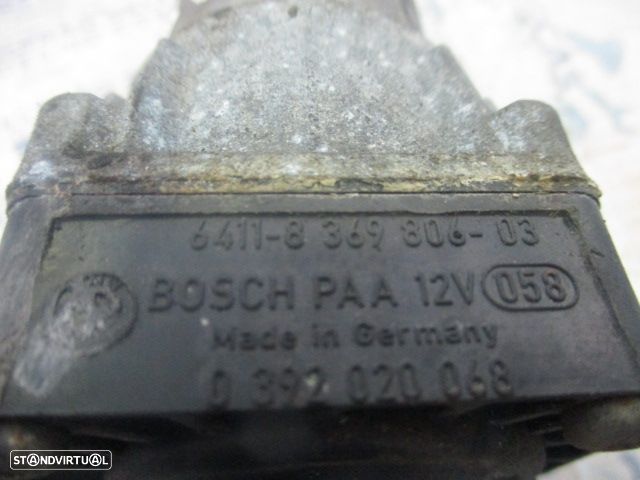 6411-8 369 806-03
BOSCH PAA 12V 058
Made in Germany
0 392 020 068
STANDVIRTUAL